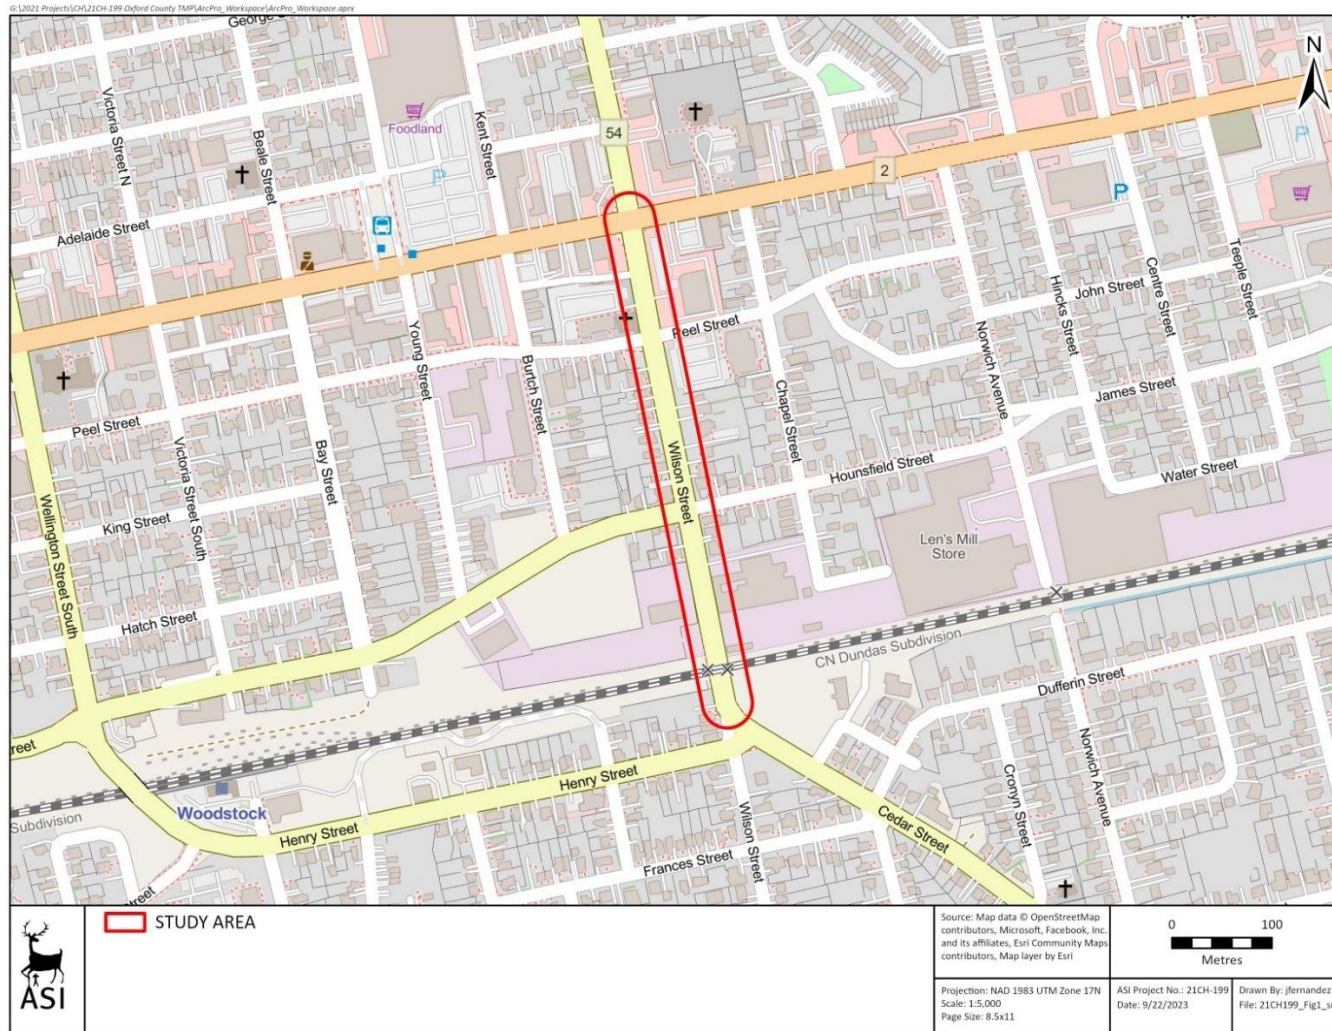 G:\2021 Projects\CH\21CH-199 Oxford County TMP\ArcPro_Workspace\ArcPro_Workspace.aprx
George
N
Victoria Street N
Beale Street
Foodland
Kent Street
54
P
2
P
P
Adelaide Street
Teeple Street
Centre Street
John Street
Hincks Street
Peel Street
Young Street
Burtch Street
Norwich Avenue
Chapel Street
James Street
Peel Street
Victoria Street South
Bay Street
Wilson Street
Hounsfield Street
Water Street
Wellington Street South
King Street
Len's Mill
Store
Hatch Street
CN Dundas Subdivision
Dufferin Street
reet
Henry Street
Norwich Avenue
Cronyn Street
Woodstock
Subdivision
Henry Street
Wilson Street
Cedar Street
Frances Street
Street
STUDY AREA
ASI
Source: Map data © OpenStreetMap
contributors, Microsoft, Facebook, Inc.
and its affiliates, Esri Community Maps
contributors, Map layer by Esri
0 100
Metres
Projection: NAD 1983 UTM Zone 17N
Scale: 1:5,000
Page Size: 8.5x11
ASI Project No.: 21CH-199
Date: 9/22/2023
Drawn By: jfernandez
File: 21CH199_Fig1_s